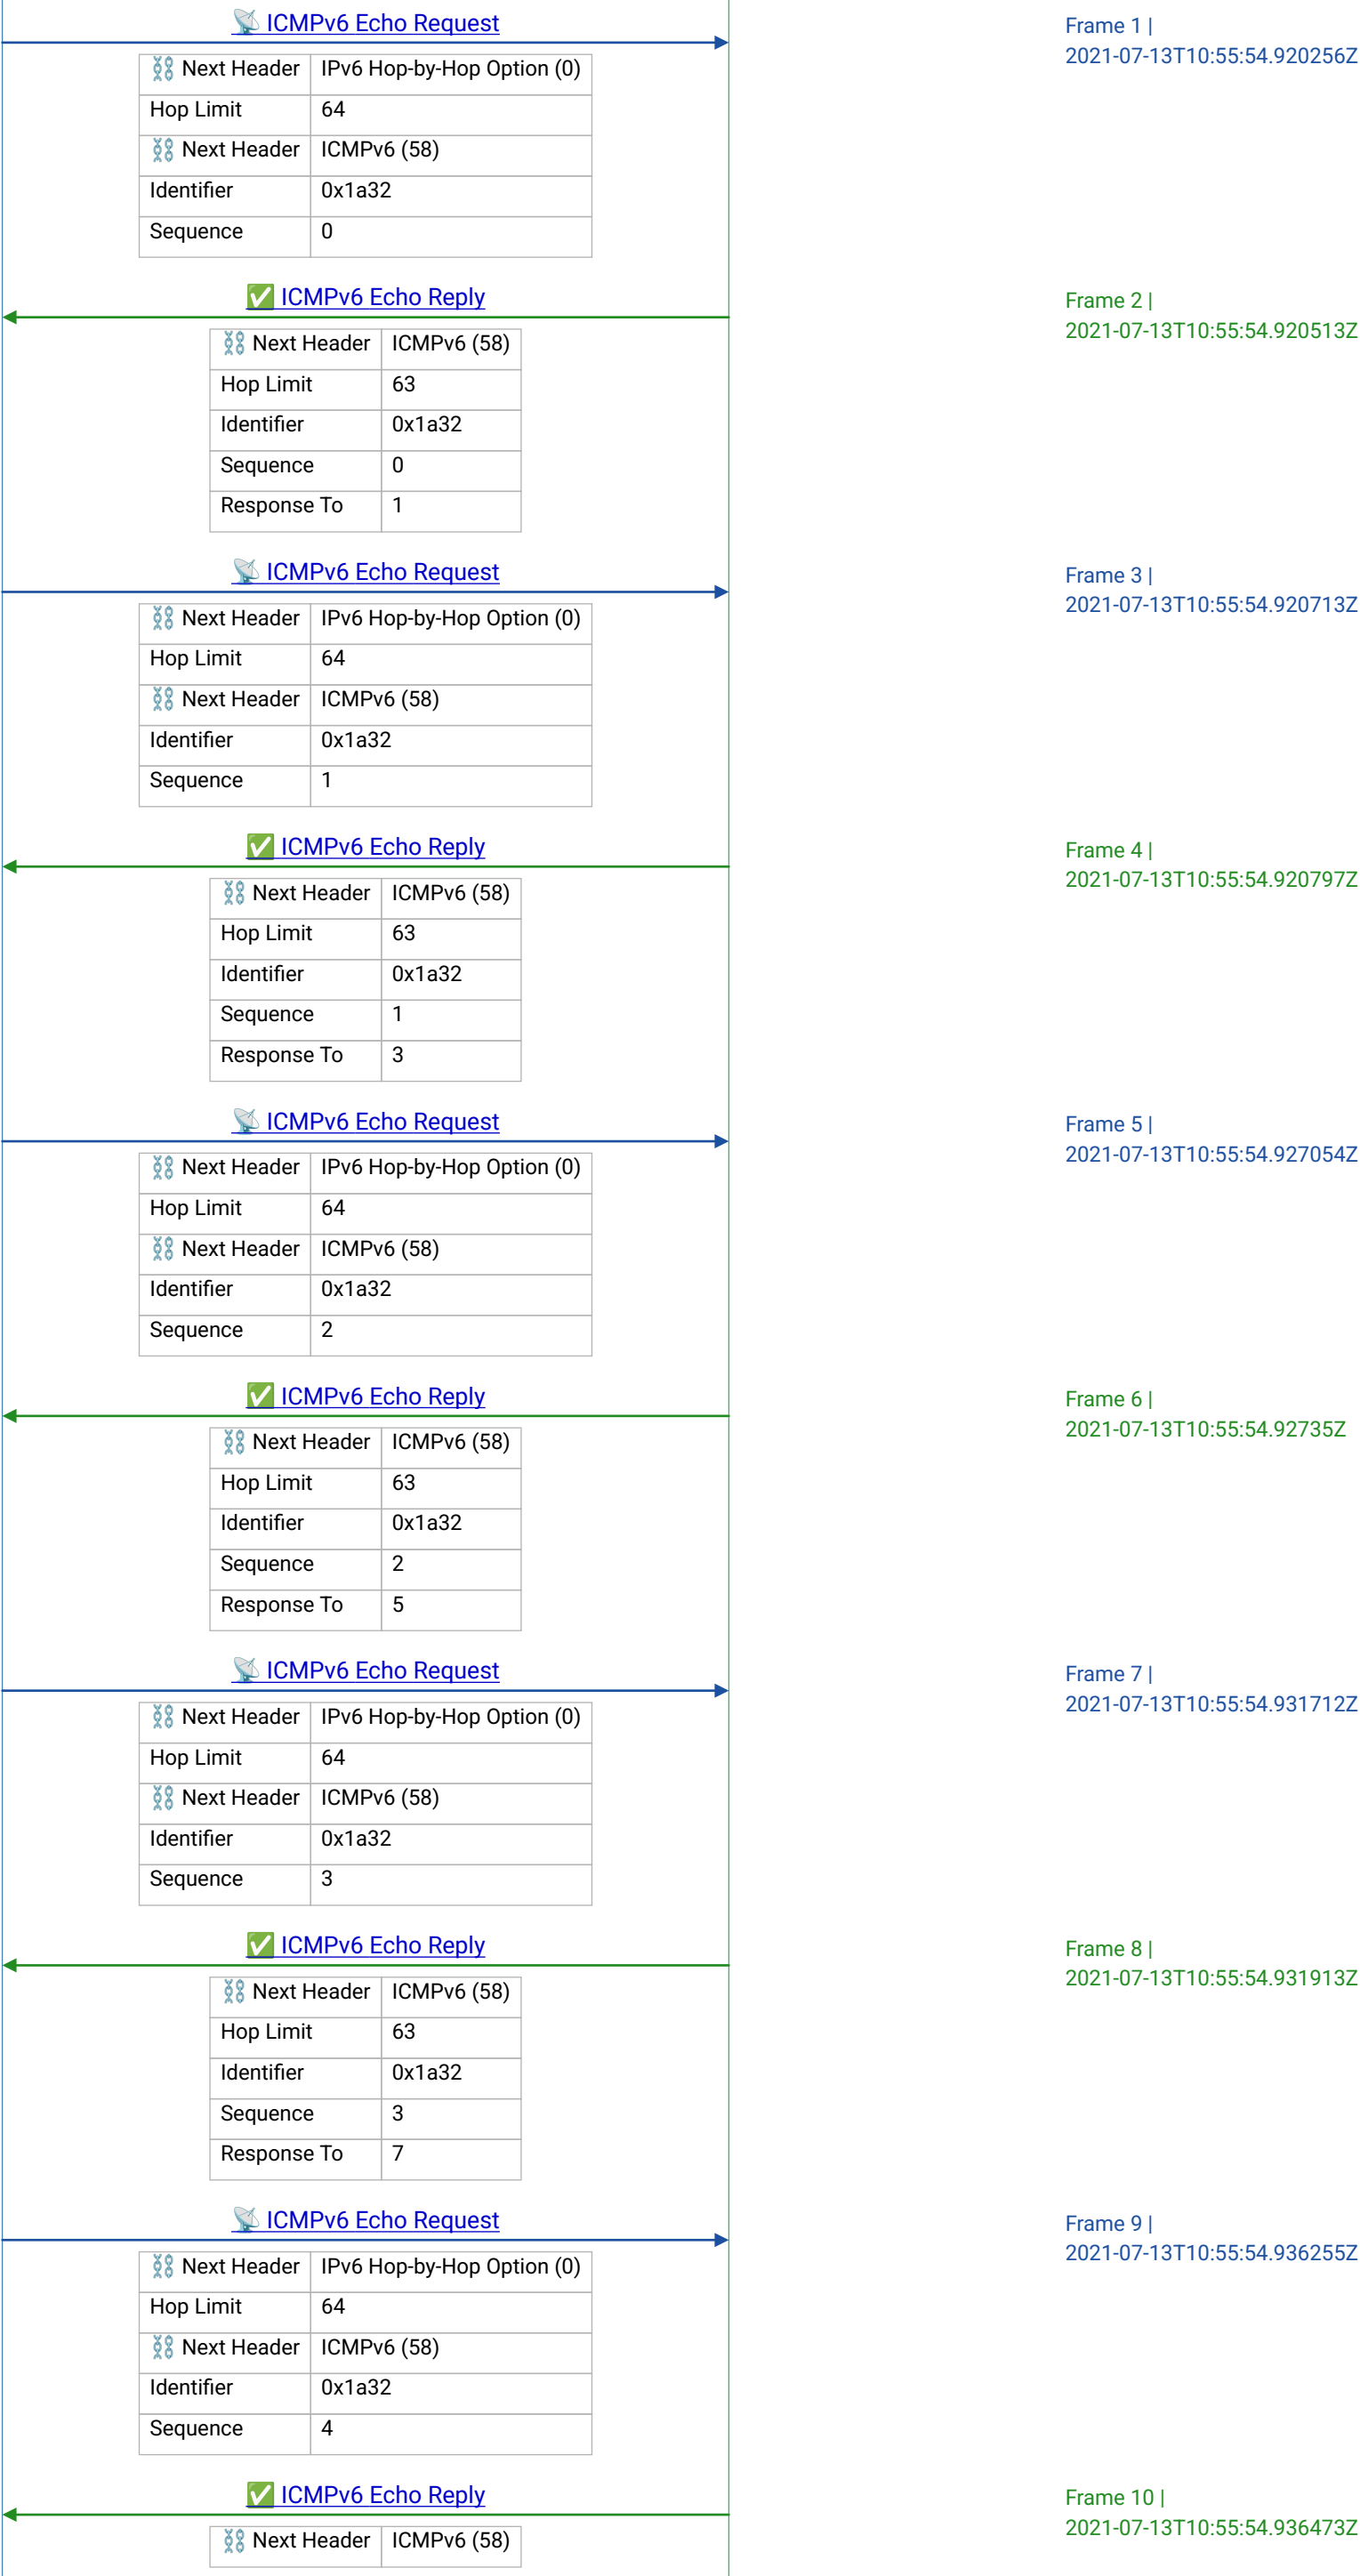 📡 ICMPv6 Echo Request
Frame 1 |
2021-07-13T10:55:54.920256Z
⛓ Next Header IPv6 Hop-by-Hop Option (0)
Hop Limit 64
⛓ Next Header ICMPv6 (58)
Identifier 0x1a32
Sequence 0
✅ ICMPv6 Echo Reply
Frame 2 |
2021-07-13T10:55:54.920513Z
⛓ Next Header ICMPv6 (58)
Hop Limit 63
Identifier 0x1a32
Sequence 0
Response To 1
📡 ICMPv6 Echo Request
Frame 3 |
2021-07-13T10:55:54.920713Z
⛓ Next Header IPv6 Hop-by-Hop Option (0)
Hop Limit 64
⛓ Next Header ICMPv6 (58)
Identifier 0x1a32
Sequence 1
✅ ICMPv6 Echo Reply
Frame 4 |
2021-07-13T10:55:54.920797Z
⛓ Next Header ICMPv6 (58)
Hop Limit 63
Identifier 0x1a32
Sequence 1
Response To 3
📡 ICMPv6 Echo Request
Frame 5 |
2021-07-13T10:55:54.927054Z
⛓ Next Header IPv6 Hop-by-Hop Option (0)
Hop Limit 64
⛓ Next Header ICMPv6 (58)
Identifier 0x1a32
Sequence 2
✅ ICMPv6 Echo Reply
Frame 6 |
2021-07-13T10:55:54.92735Z
⛓ Next Header ICMPv6 (58)
Hop Limit 63
Identifier 0x1a32
Sequence 2
Response To 5
📡 ICMPv6 Echo Request
Frame 7 |
2021-07-13T10:55:54.931712Z
⛓ Next Header IPv6 Hop-by-Hop Option (0)
Hop Limit 64
⛓ Next Header ICMPv6 (58)
Identifier 0x1a32
Sequence 3
✅ ICMPv6 Echo Reply
Frame 8 |
2021-07-13T10:55:54.931913Z
⛓ Next Header ICMPv6 (58)
Hop Limit 63
Identifier 0x1a32
Sequence 3
Response To 7
📡 ICMPv6 Echo Request
Frame 9 |
2021-07-13T10:55:54.936255Z
⛓ Next Header IPv6 Hop-by-Hop Option (0)
Hop Limit 64
⛓ Next Header ICMPv6 (58)
Identifier 0x1a32
Sequence 4
✅ ICMPv6 Echo Reply
Frame 10 |
2021-07-13T10:55:54.936473Z
⛓ Next Header ICMPv6 (58)